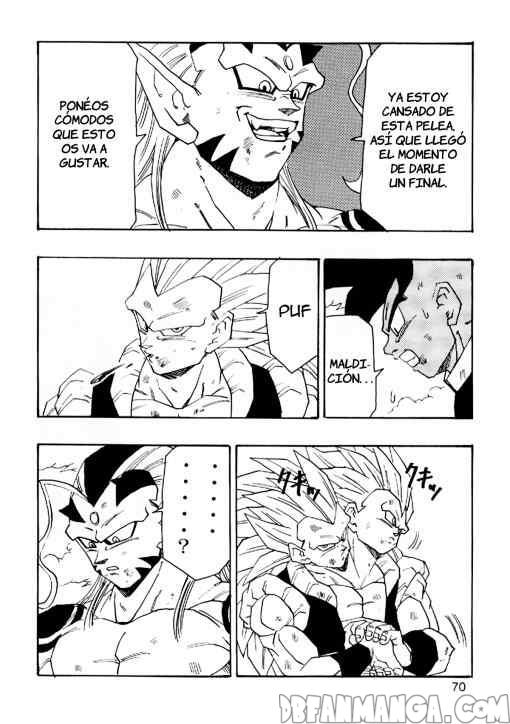 YA ESTOY
CANSADO DE
ESTA PELEA,
ASÍ QUE LLEGÓ
EL MOMENTO
DE DARLE
UN FINAL.
PONÉOS
CÓMODOS
QUE ESTO
OS VA A
GUSTAR.
MALDI-
CIÓN...
PUF
クキッ
クキッ
......?
70
DBFANMANGA.COM